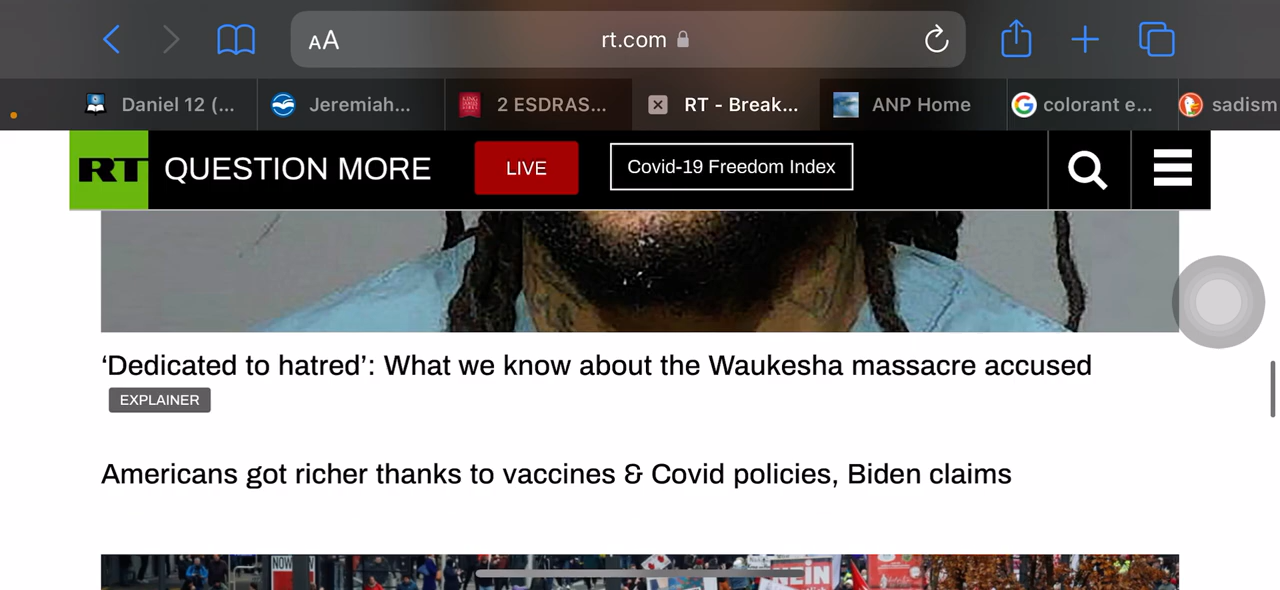 AA rt.com
Daniel 12 (... Jeremiah... 2 ESDRAS... RT - Break... ANP Home colorant e... sadism
RT QUESTION MORE LIVE Covid-19 Freedom Index
‘Dedicated to hatred’: What we know about the Waukesha massacre accused
EXPLAINER
Americans got richer thanks to vaccines & Covid policies, Biden claims
NOW